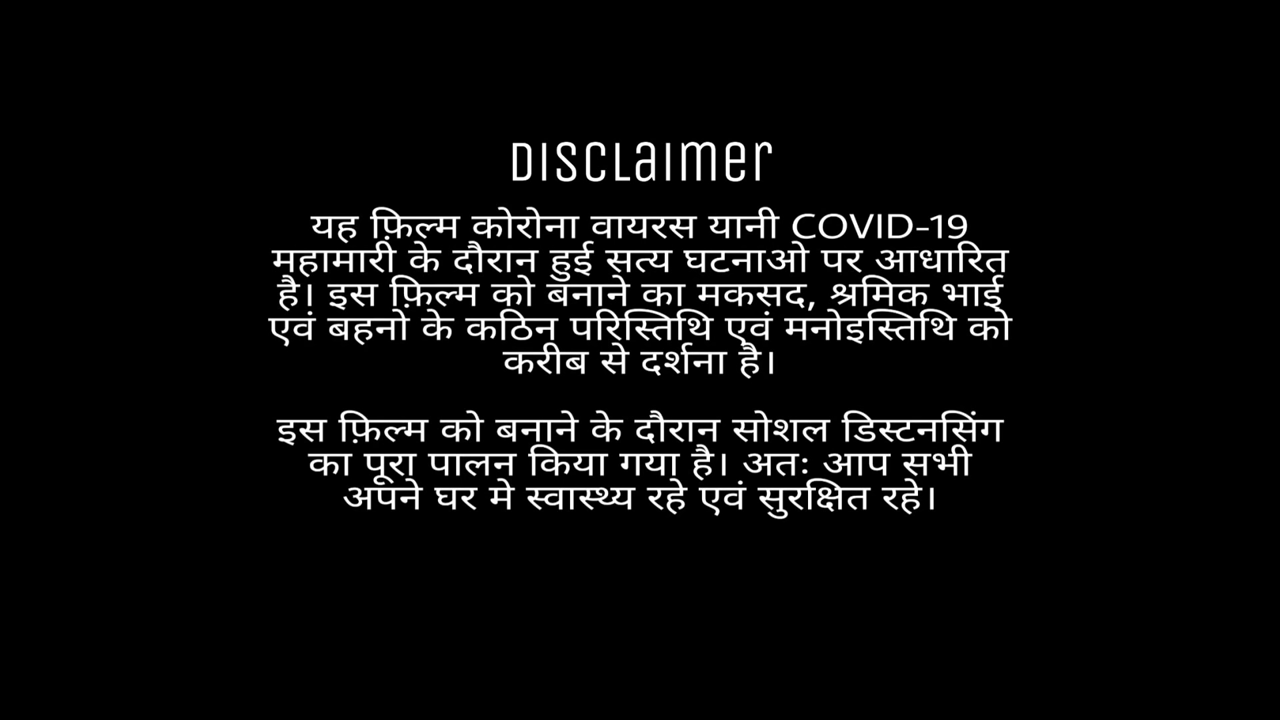 DISCLAIMER
यह फ़िल्म कोरोना वायरस यानी COVID-19
महामारी के दौरान हुई सत्य घटनाओ पर आधारित
है। इस फ़िल्म को बनाने का मकसद, श्रमिक भाई
एवं बहनो के कठिन परिस्तिथि एवं मनोइस्तिथि को
करीब से दर्शना है।
इस फ़िल्म को बनाने के दौरान सोशल डिस्टनसिंग
का पूरा पालन किया गया है। अतः आप सभी
अपने घर मे स्वास्थ्य रहे एवं सुरक्षित रहे।